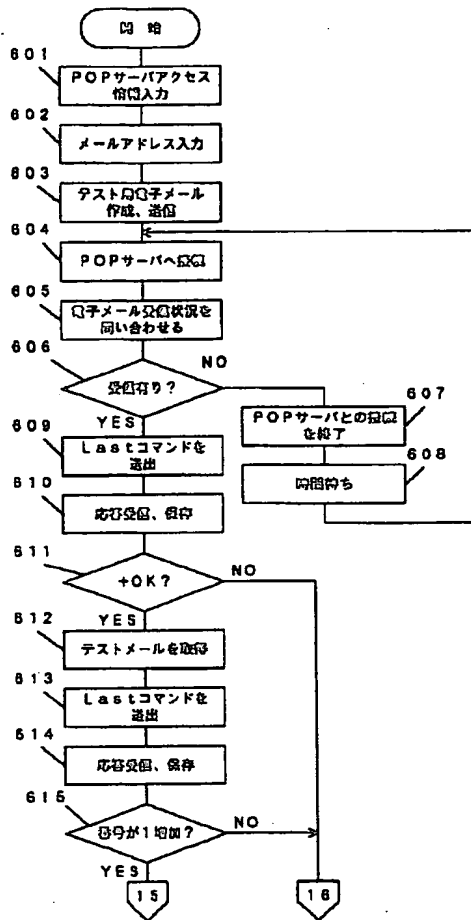 開始
601
POPサーバアクセス
情報入力
602
メールアドレス入力
603
テスト用電子メール
作成、送信
604
POPサーバへ接続
605
電子メール受信状況を
問い合わせる
606
受信有り?
NO
YES
607
POPサーバとの接続
を終了
608
時間待ち
609
Lastコマンドを
送出
610
応答受信、保存
611
+OK?
NO
YES
612
テストメールを取得
613
Lastコマンドを
送出
614
応答受信、保存
615
番号が1増加?
NO
YES
15
16